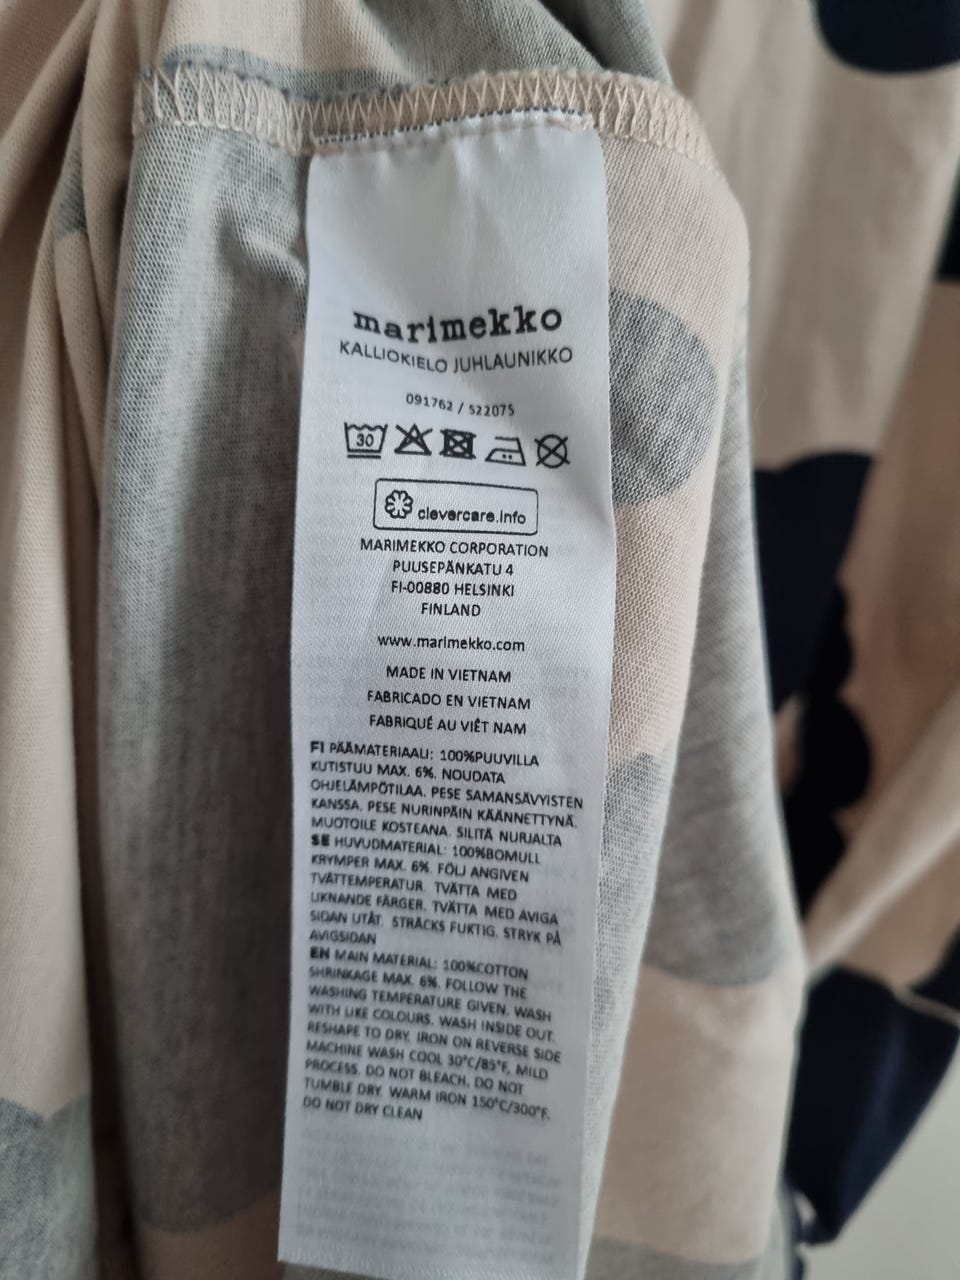 marimekko
KALLIOKIELO JUHLAUNIKKO
091762 / 522075
30
clevercare.info
MARIMEKKO CORPORATION
PUUSEPÄNKATU 4
FI-00880 HELSINKI
FINLAND
www.marimekko.com
MADE IN VIETNAM
FABRICADO EN VIETNAM
FABRIQUÉ AU VIÊT NAM
FI PÄÄMATERIAALI: 100%PUUVILLA
KUTISTUU MAX. 6%. NOUDATA
OHJELÄMPÖTILAA. PESE SAMANSÄVYISTEN
KANSSA. PESE NURINPÄIN KÄÄNNETTYNÄ.
MUOTOILE KOSTEANA. SILITÄ NURJALTA
SE HUVUDMATERIAL: 100%BOMULL
KRYMPER MAX. 6%. FÖLJ ANGIVEN
TVÄTTEMPERATUR. TVÄTTA MED
LIKNANDE FÄRGER. TVÄTTA MED AVIGA
SIDAN UTÅT. STRÄCKS FUKTIG. STRYK PÅ
AVIGSIDAN
EN MAIN MATERIAL: 100%COTTON
SHRINKAGE MAX. 6%. FOLLOW THE
WASHING TEMPERATURE GIVEN. WASH
WITH LIKE COLOURS. WASH INSIDE OUT.
RESHAPE TO DRY. IRON ON REVERSE SIDE
MACHINE WASH COOL 30°C/85°F, MILD
PROCESS. DO NOT BLEACH. DO NOT
TUMBLE DRY. WARM IRON 150°C/300°F.
DO NOT DRY CLEAN